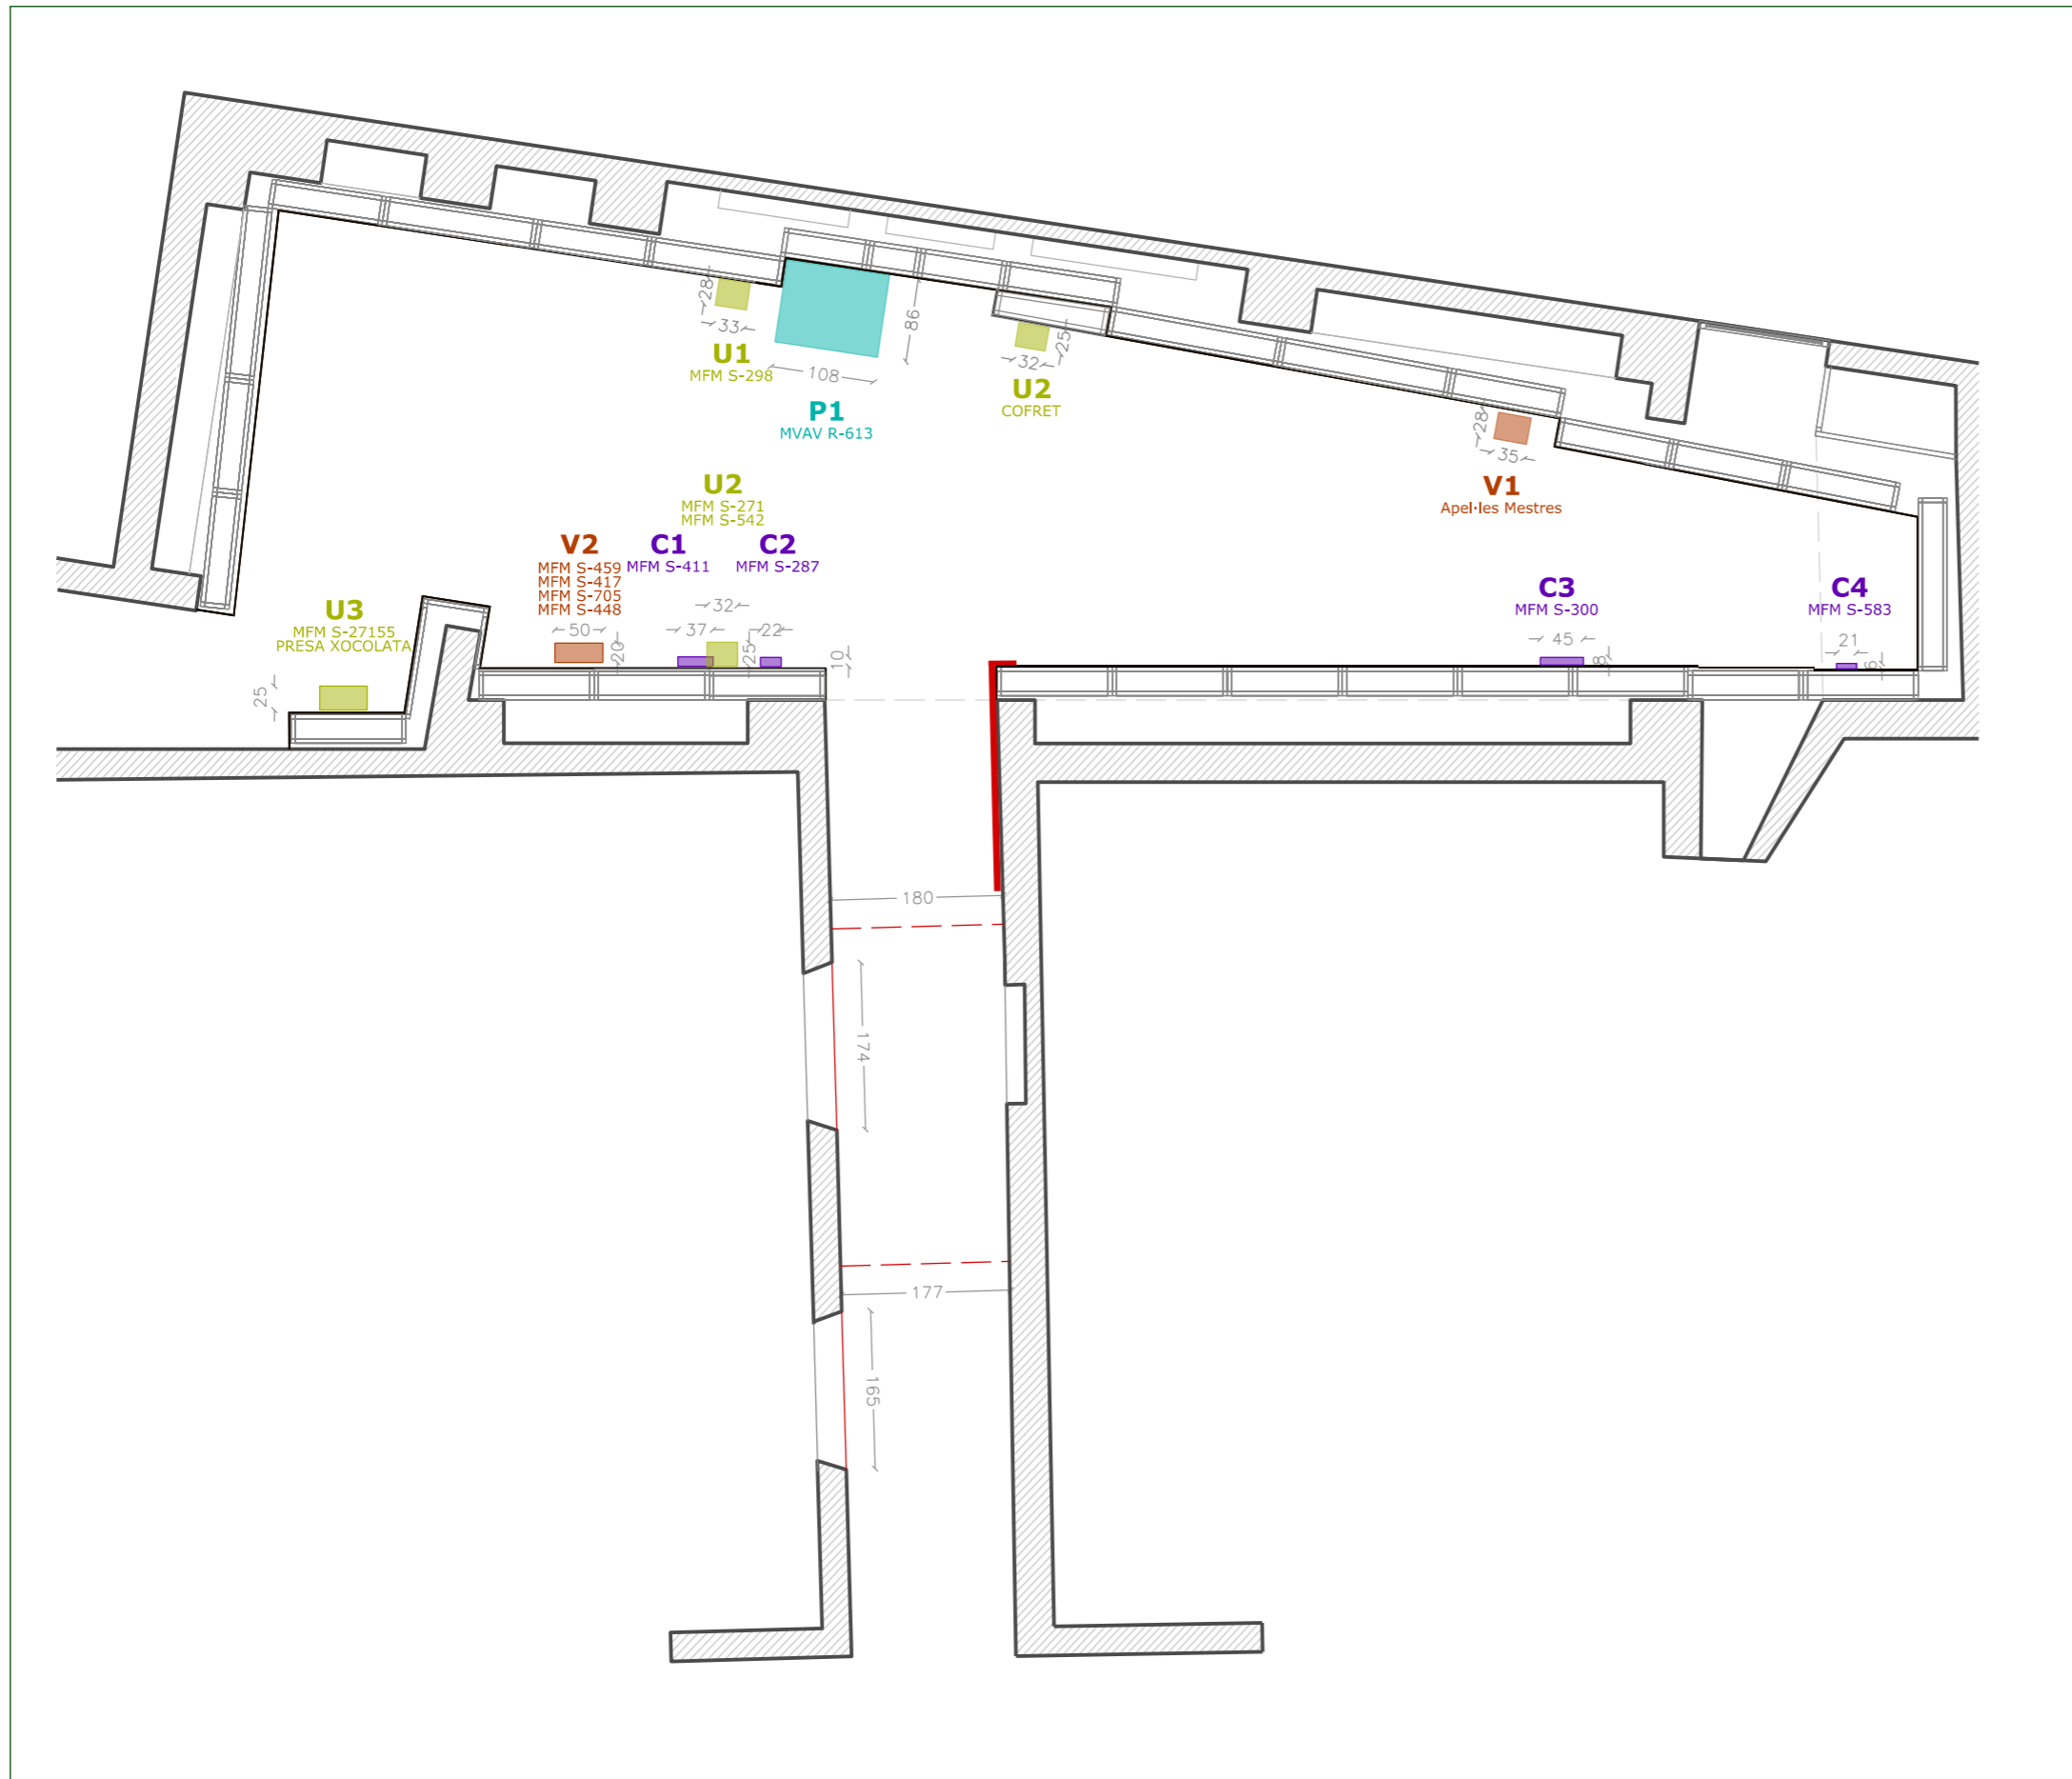 28
33
U1
MFM S-298
86
108
P1
MVAV R-613
25
32
U2
COFRET
28
35
V1
Apel·les Mestres
U2
MFM S-271
MFM S-542
V2
MFM S-459
MFM S-417
MFM S-705
MFM S-448
C1
MFM S-411
C2
MFM S-287
C3
MFM S-300
C4
MFM S-583
U3
MFM S-27155
PRESA XOCOLATA
32
50
37
22
20
25
10
45
8
21
6
25
180
174
177
165